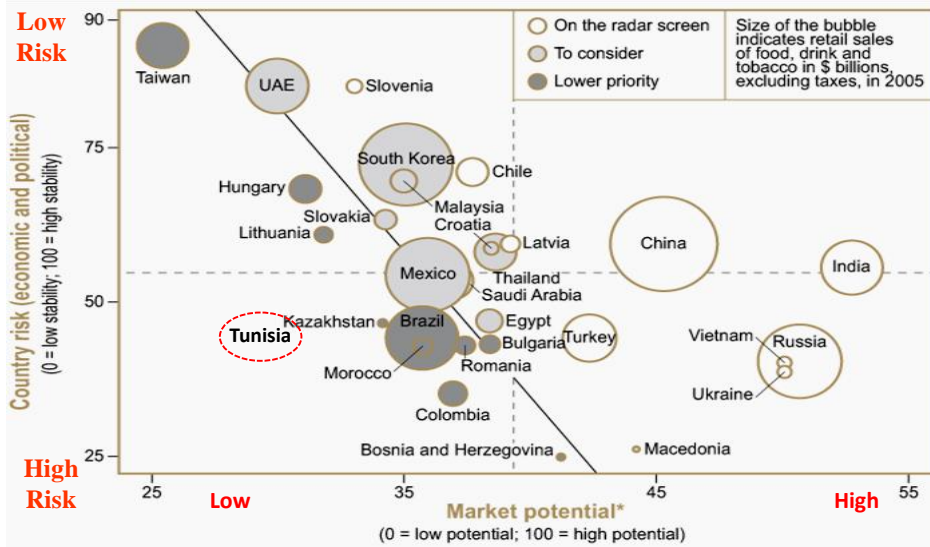 Low
Risk
90
75
50
25
High
Risk
Country risk (economic and political)
(0 = low stability; 100 = high stability)
On the radar screen
To consider
Lower priority
Size of the bubble
indicates retail sales
of food, drink and
tobacco in $ billions,
excluding taxes, in 2005
Taiwan
UAE
Slovenia
South Korea
Chile
Hungary
Malaysia
Slovakia
Croatia
Lithuania
Latvia
China
Mexico
Thailand
India
Saudi Arabia
Tunisia
Kazakhstan
Brazil
Egypt
Turkey
Bulgaria
Vietnam
Russia
Morocco
Romania
Ukraine
Colombia
Bosnia and Herzegovina
Macedonia
25
35
45
55
Low
High
Market potential*
(0 = low potential; 100 = high potential)